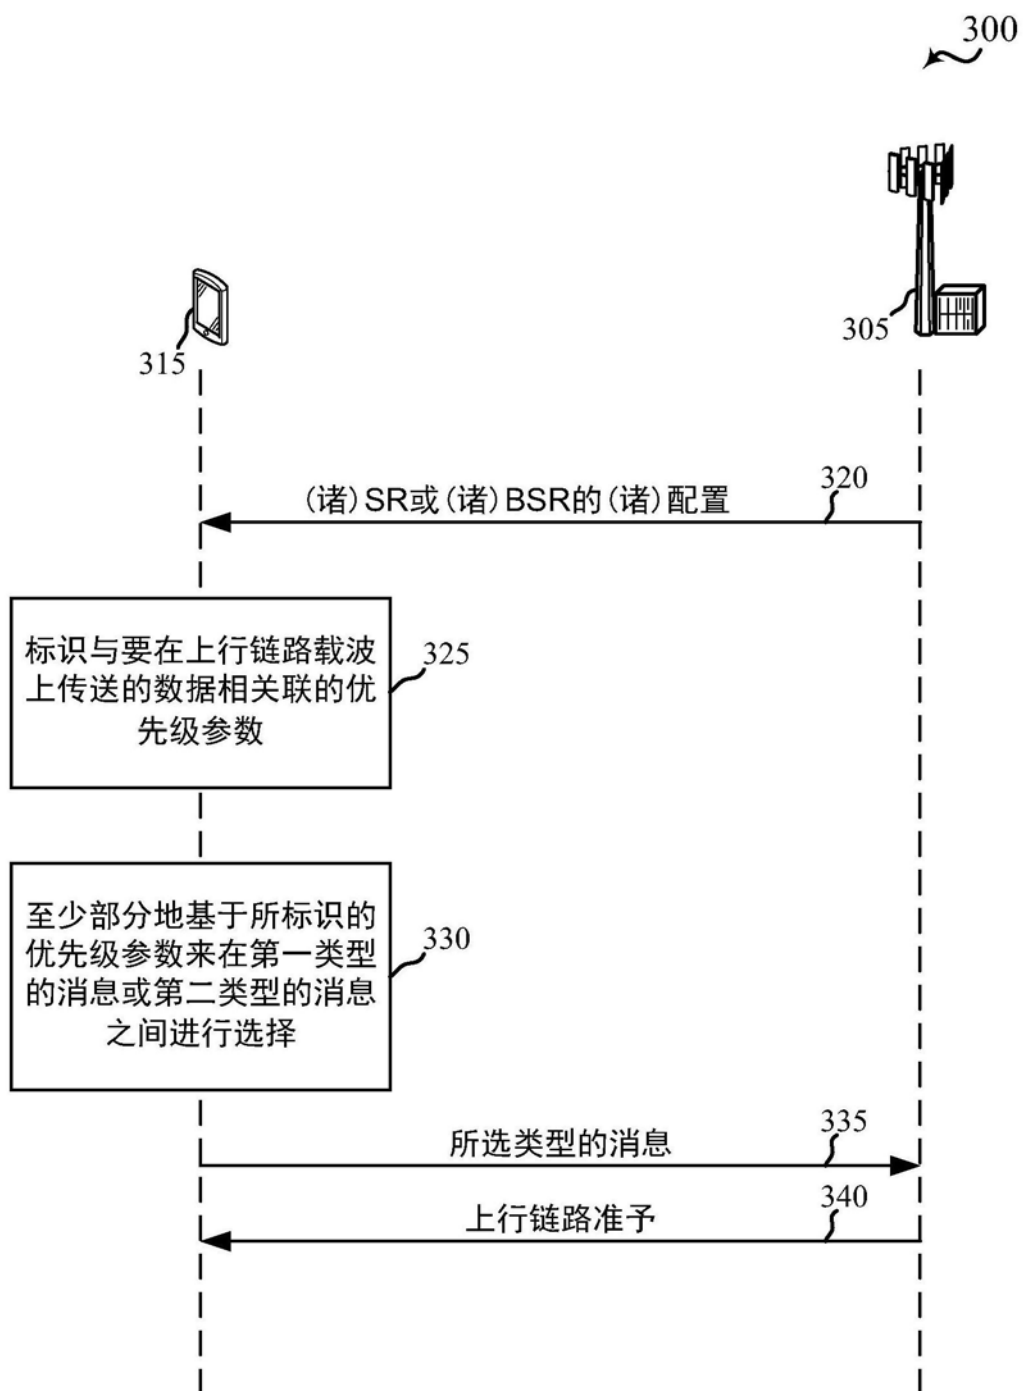 300
305
315
320
(诸)SR或(诸)BSR的(诸)配置
标识与要在上行链路载波
上传送的数据相关联的优
先级参数
325
至少部分地基于所标识的
优先级参数来在第一类型
的消息或第二类型的消息
之间进行选择
330
335
所选类型的消息
340
上行链路准予